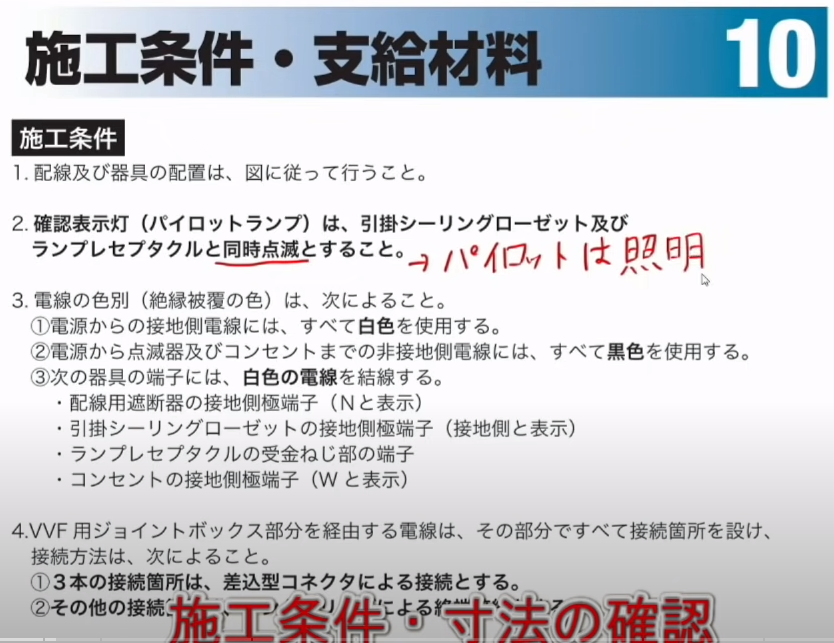 施工条件・支給材料 10
施工条件
1. 配線及び器具の配置は、図に従って行うこと。
2. 確認表示灯（パイロットランプ）は、引掛シーリングローゼット及び
ランプレセプタクルと同時点滅とすること。→パイロットは照明
3. 電線の色別（絶縁被覆の色）は、次によること。
①電源からの接地側電線には、すべて白色を使用する。
②電源から点滅器及びコンセントまでの非接地側電線には、すべて黒色を使用する。
③次の器具の端子には、白色の電線を結線する。
・配線用遮断器の接地側極端子（Nと表示）
・引掛シーリングローゼットの接地側極端子（接地側と表示）
・ランプレセプタクルの受金ねじ部の端子
・コンセントの接地側極端子（Wと表示）
4.VVF用ジョイントボックス部分を経由する電線は、その部分ですべて接続箇所を設け、
接続方法は、次によること。
①３本の接続箇所は、差込型コネクタによる接続とする。
②その他の接続
施工条件・寸法の確認